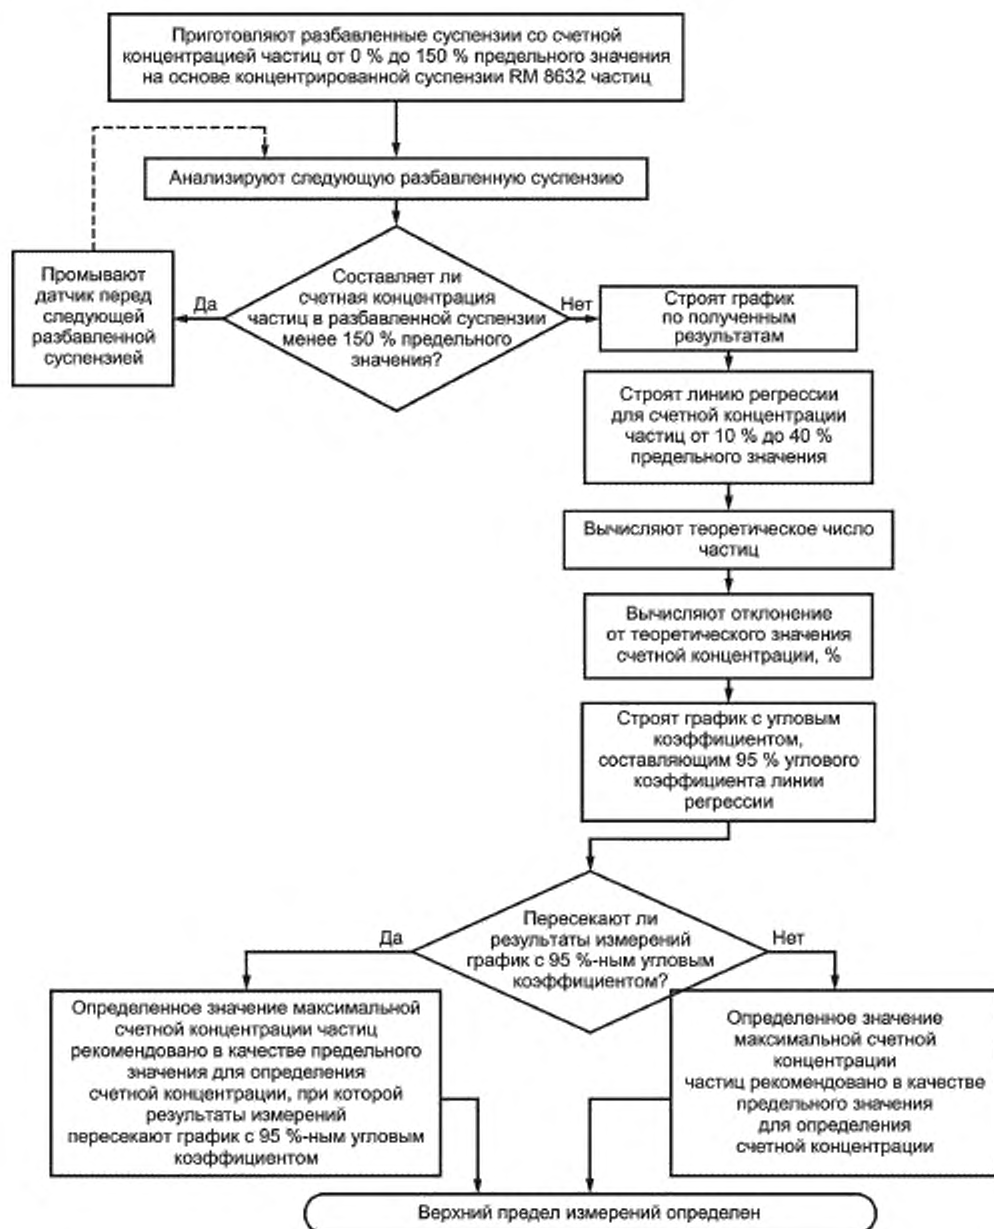 Приготовляют разбавленные суспензии со счетной
концентрацией частиц от 0 % до 150 % предельного значения
на основе концентрированной суспензии RM 8632 частиц
Анализируют следующую разбавленную суспензию
Промывают
датчик перед
следующей
разбавленной
суспензией
Да
Составляет ли
счетная концентрация
частиц в разбавленной суспензии
менее 150 % предельного
значения?
Нет
Строят график
по полученным
результатам
Строят линию регрессии
для счетной концентрации
частиц от 10 % до 40 %
предельного значения
Вычисляют теоретическое число
частиц
Вычисляют отклонение
от теоретического значения
счетной концентрации, %
Строят график с угловым
коэффициентом,
составляющим 95 % углового
коэффициента линии
регрессии
Да
Пересекают ли
результаты измерений
график с 95 %-ным угловым
коэффициентом?
Нет
Определенное значение максимальной
счетной концентрации частиц
рекомендовано в качестве предельного
значения для определения
счетной концентрации, при которой
результаты измерений
пересекают график с 95 %-ным угловым
коэффициентом
Определенное значение
максимальной счетной
концентрации
частиц рекомендовано в качестве
предельного значения
для определения
счетной концентрации
Верхний предел измерений определен